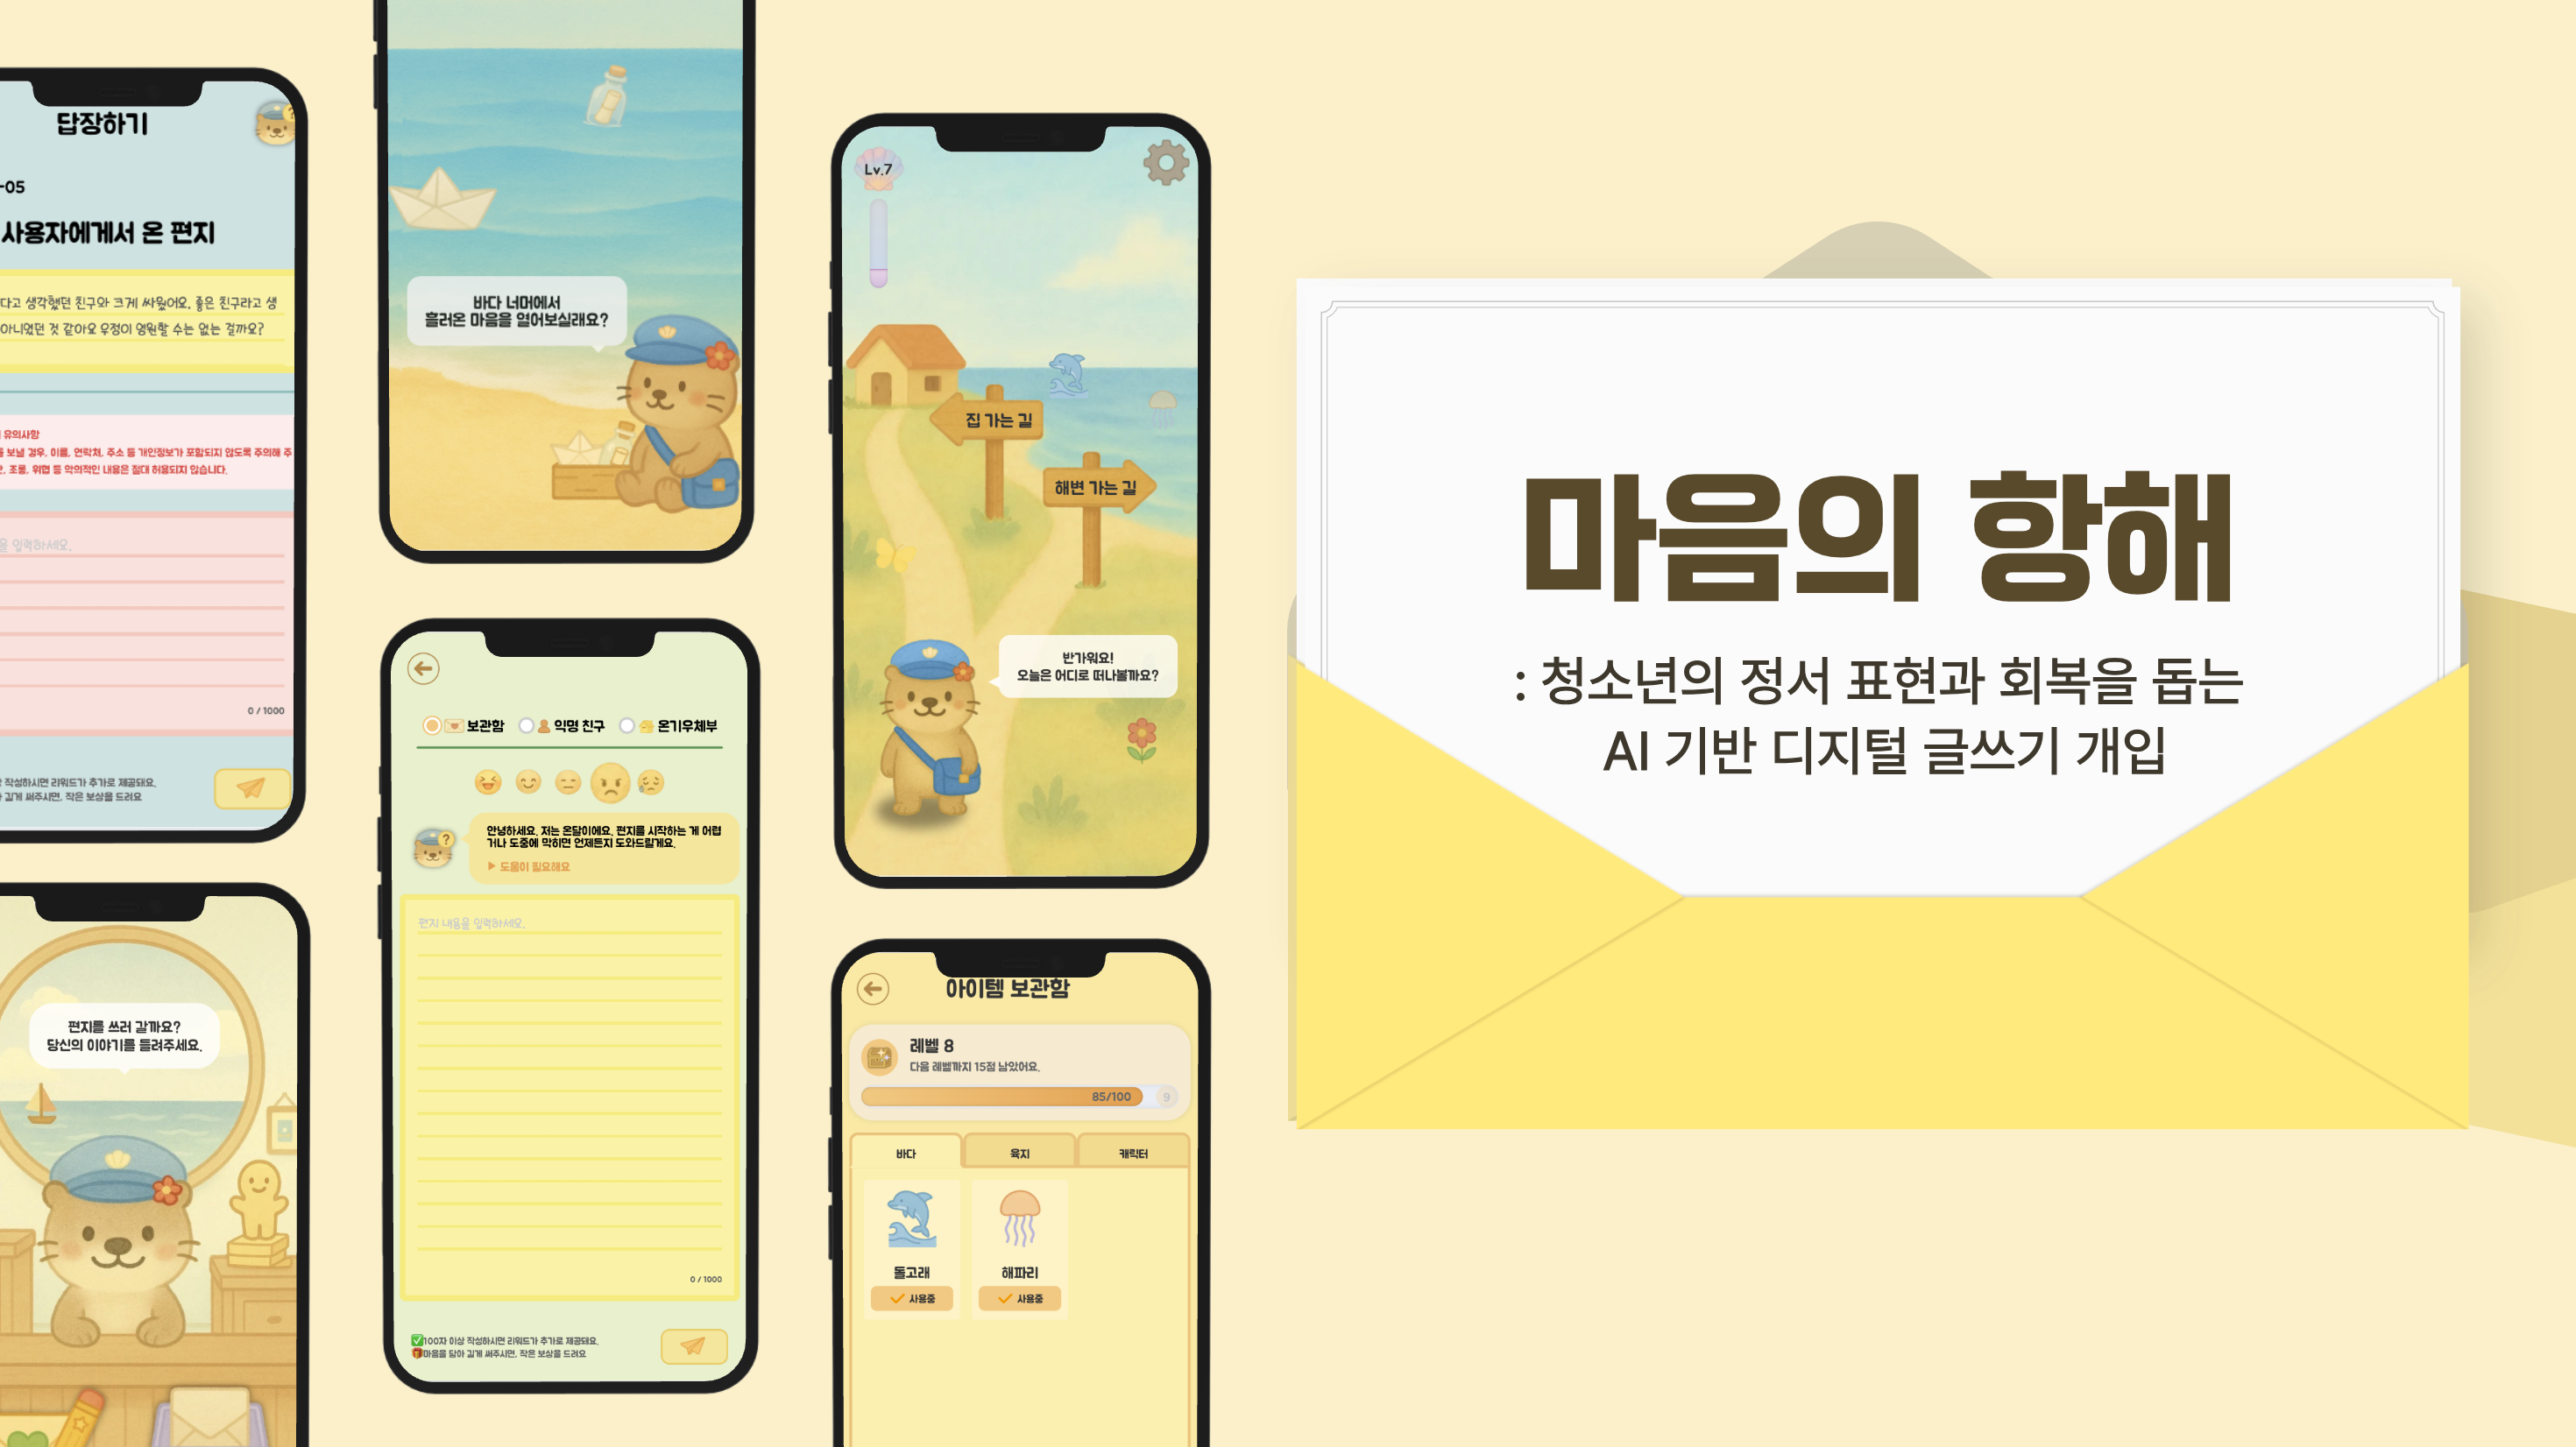 답장하기
-05
사용자에게서 온 편지
다고 생각했던 친구와 크게 싸웠어요. 좋은 친구라고 생
아니였던 것 같아요 우정이 영원할 수는 없는 걸까요?
유의사항
보낼 경우, 이름, 연락처, 주소 등 개인정보가 포함되지 않도록 주의해 주
조롱, 위협 등 악의적인 내용은 절대 허용되지 않습니다.
입력하세요.
0 / 1000
작성하시면 리워드가 추가로 제공돼요.
길게 써주시면, 작은 보상을 드려요
편지를 쓰러 갈까요?
당신의 이야기를 들려주세요.
바다 너머에서
흘러온 마음을 열어보실래요?
보관함 익명 친구 온기우체부
안녕하세요. 저는 온달이에요. 편지를 시작하는 게 어렵
거나 도중에 막히면 언제든지 도와드릴게요.
▶ 도움이 필요해요
편지 내용을 입력하세요.
0 / 1000
✅100자 이상 작성하시면 리워드가 추가로 제공돼요.
🎁마음을 담아 길게 써주시면, 작은 보상을 드려요
Lv.7
집 가는 길
해변 가는 길
반가워요!
오늘은 어디로 떠나볼까요?
아이템 보관함
레벨 8
다음 레벨까지 15점 남았어요.
85/100 9
바다 육지 캐릭터
돌고래 해파리
사용중 사용중
마음의 항해
: 청소년의 정서 표현과 회복을 돕는
AI 기반 디지털 글쓰기 개입